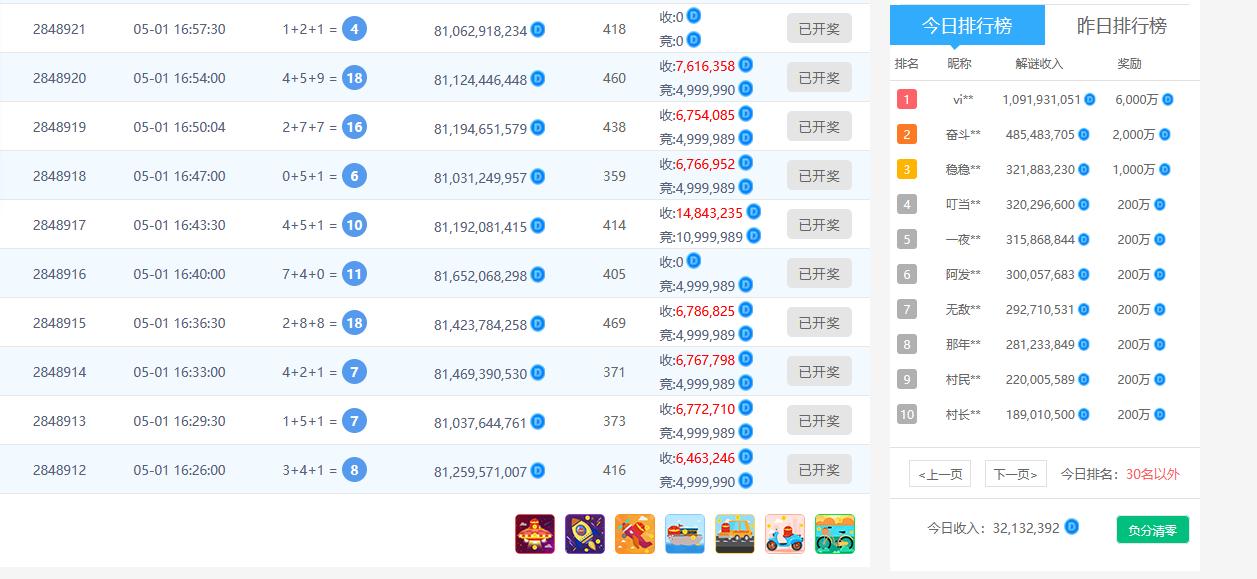 2848921 05-01 16:57:30 1+2+1 = 4 81,062,918,234 418 收:0 已开奖
竞:0
2848920 05-01 16:54:00 4+5+9 = 18 81,124,446,448 460 收:7,616,358 已开奖
竞:4,999,990
2848919 05-01 16:50:04 2+7+7 = 16 81,194,651,579 438 收:6,754,085 已开奖
竞:4,999,989
2848918 05-01 16:47:00 0+5+1 = 6 81,031,249,957 359 收:6,766,952 已开奖
竞:4,999,989
2848917 05-01 16:43:30 4+5+1 = 10 81,192,081,415 414 收:14,843,235 已开奖
竞:10,999,989
2848916 05-01 16:40:00 7+4+0 = 11 81,652,068,298 405 收:0 已开奖
竞:4,999,989
2848915 05-01 16:36:30 2+8+8 = 18 81,423,784,258 469 收:6,786,825 已开奖
竞:4,999,989
2848914 05-01 16:33:00 4+2+1 = 7 81,469,390,530 371 收:6,767,798 已开奖
竞:4,999,989
2848913 05-01 16:29:30 1+5+1 = 7 81,037,644,761 373 收:6,772,710 已开奖
竞:4,999,989
2848912 05-01 16:26:00 3+4+1 = 8 81,259,571,007 416 收:6,463,246 已开奖
竞:4,999,990
今日排行榜 昨日排行榜
排名 昵称 解谜收入 奖励
1 vi** 1,091,931,051 6,000万
2 奋斗** 485,483,705 2,000万
3 稳稳** 321,883,230 1,000万
4 叮当** 320,296,600 200万
5 一夜** 315,868,844 200万
6 阿发** 300,057,683 200万
7 无敌** 292,710,531 200万
8 那年** 281,233,849 200万
9 村民** 220,005,589 200万
10 村长** 189,010,500 200万
<上一页 下一页> 今日排名：30名以外
今日收入：32,132,392 负分清零